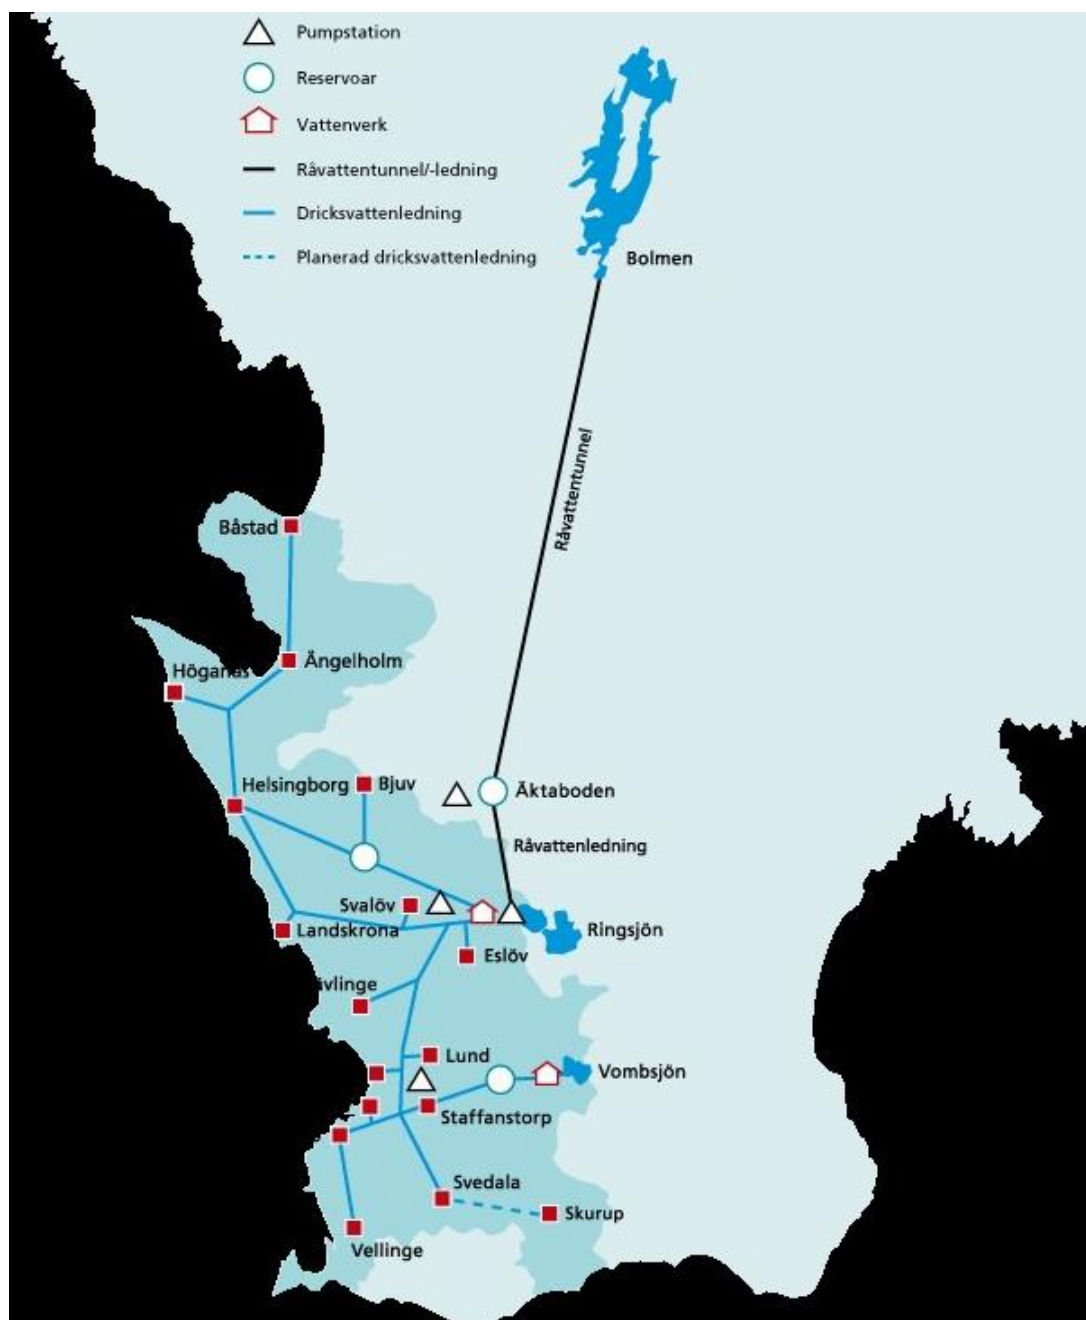 Pumpstation
Reservoar
Vattenverk
Råvattentunnel/-ledning
Dricksvattenledning
Planerad dricksvattenledning
Bolmen
Råvattentunnel
Båstad
Ängelholm
Höganäs
Helsingborg
Bjuv
Äktaboden
Råvattenledning
Svalöv
Landskrona
Ringsjön
Eslöv
Lund
Vombsjön
Staffanstorp
Svedala
Skurup
Vellinge